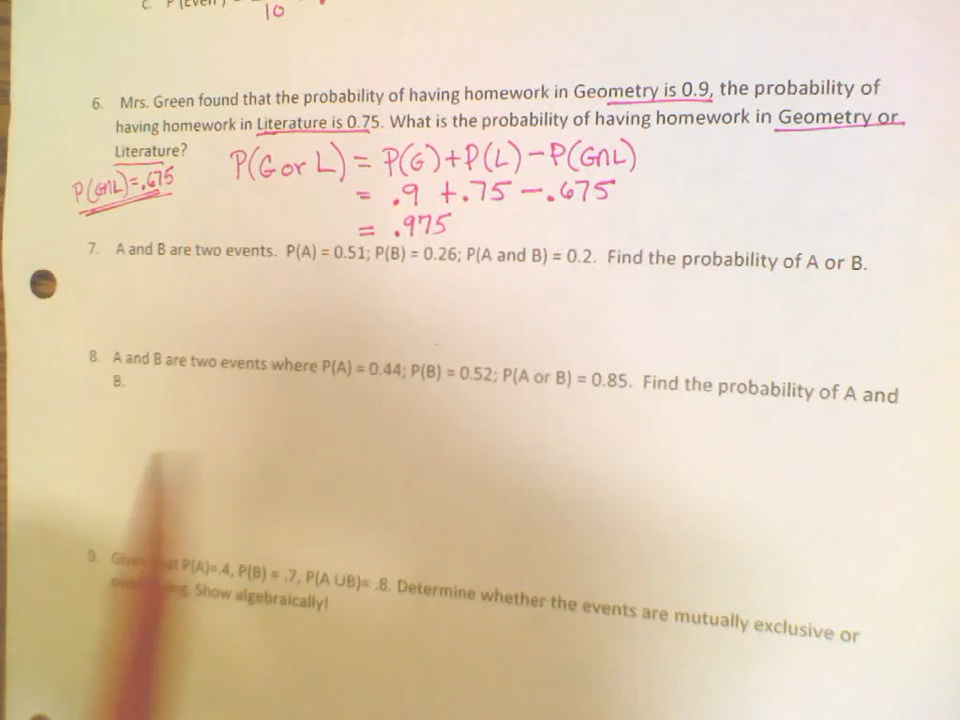 c. P(Even)
10
6. Mrs. Green found that the probability of having homework in Geometry is 0.9, the probability of
having homework in Literature is 0.75. What is the probability of having homework in Geometry or
Literature?
P(G or L) = P(G)+P(L)-P(G∩L)
P(G∩L)=.675
= .9 +.75 -.675
= .975
7. A and B are two events. P(A) = 0.51; P(B) = 0.26; P(A and B) = 0.2. Find the probability of A or B.
8. A and B are two events where P(A) = 0.44; P(B) = 0.52; P(A or B) = 0.85. Find the probability of A and
B.
9. P(A)=.4, P(B) = .7, P(A ∪B)= .8. Determine whether the events are mutually exclusive or
Show algebraically!